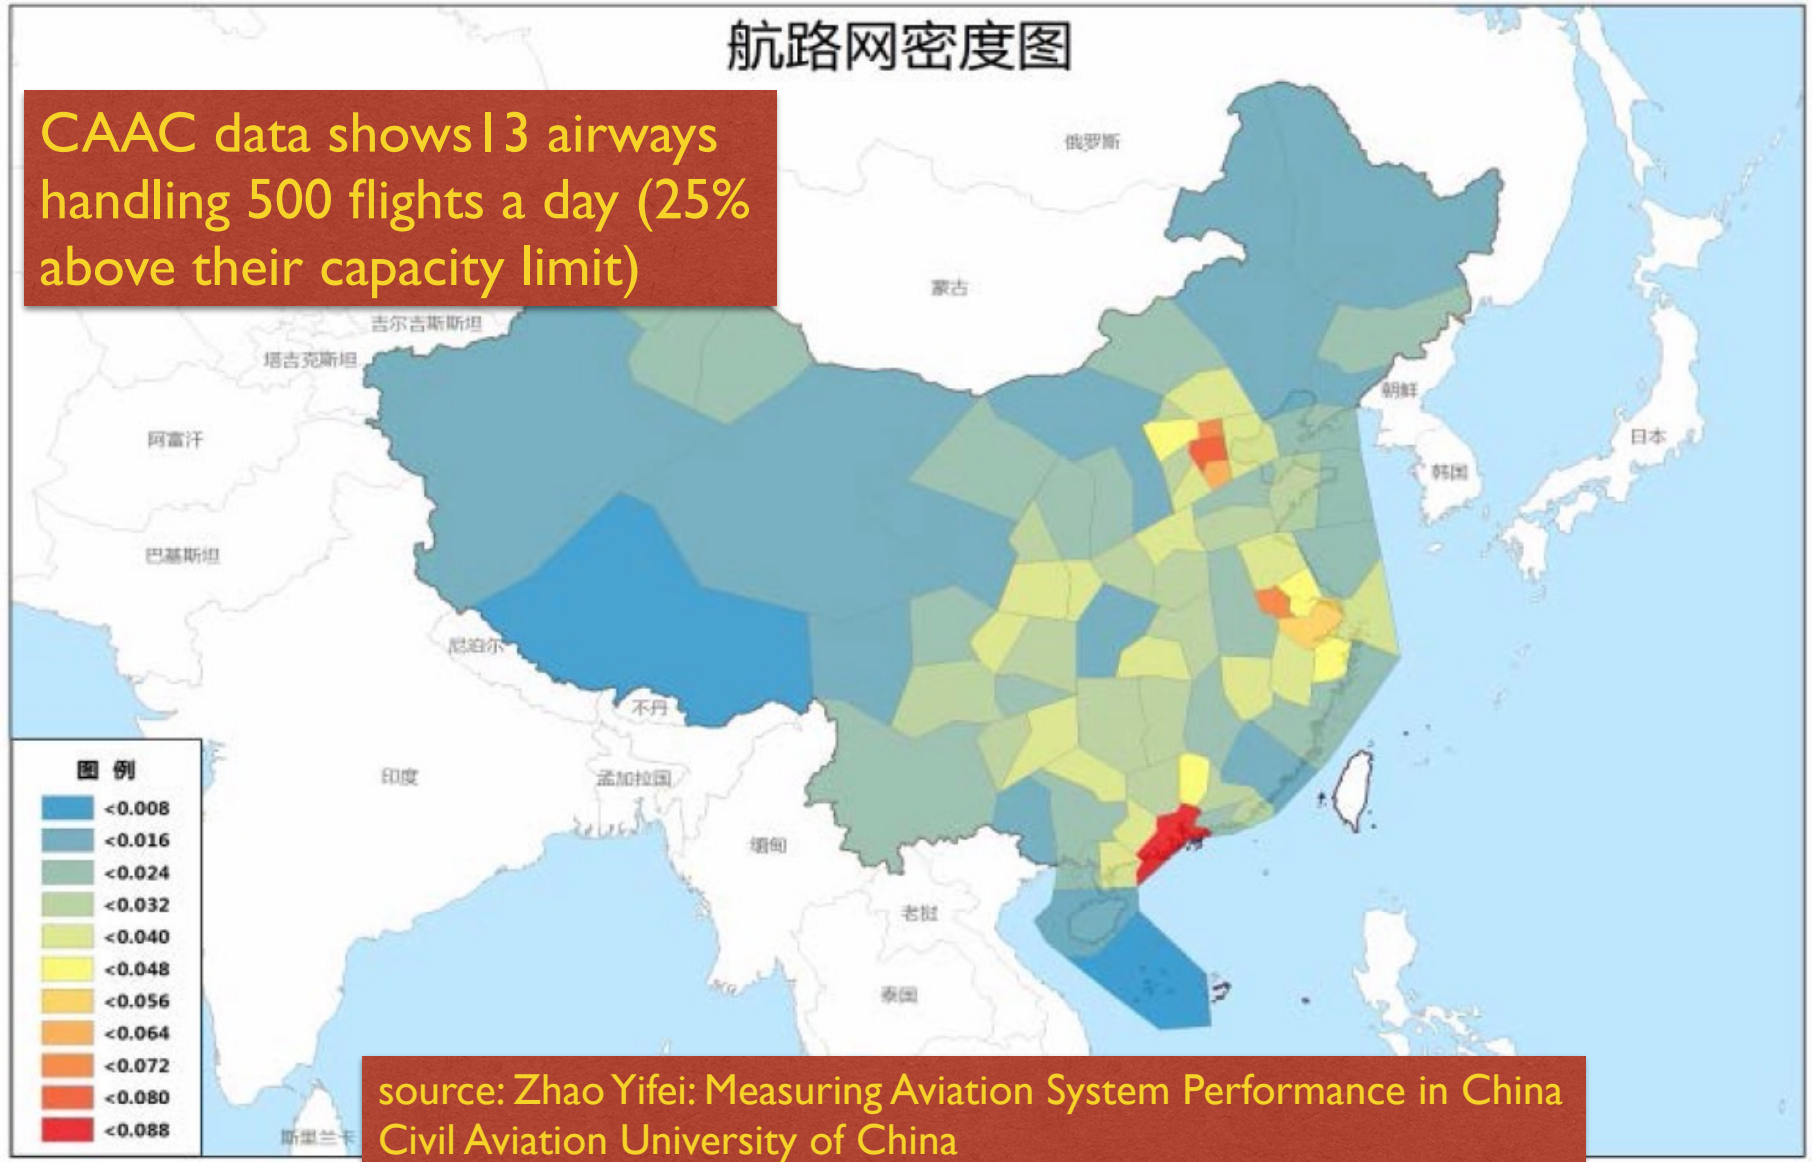 航路网密度图
CAAC data shows13 airways
handling 500 flights a day (25%
above their capacity limit)
俄罗斯
蒙古
吉尔吉斯斯坦
塔吉克斯坦
朝鲜
日本
阿富汗
韩国
巴基斯坦
尼泊尔
不丹
印度
孟加拉国
缅甸
老挝
泰国
斯里兰卡
图 例
<0.008
<0.016
<0.024
<0.032
<0.040
<0.048
<0.056
<0.064
<0.072
<0.080
<0.088
source: Zhao Yifei: Measuring Aviation System Performance in China
Civil Aviation University of China